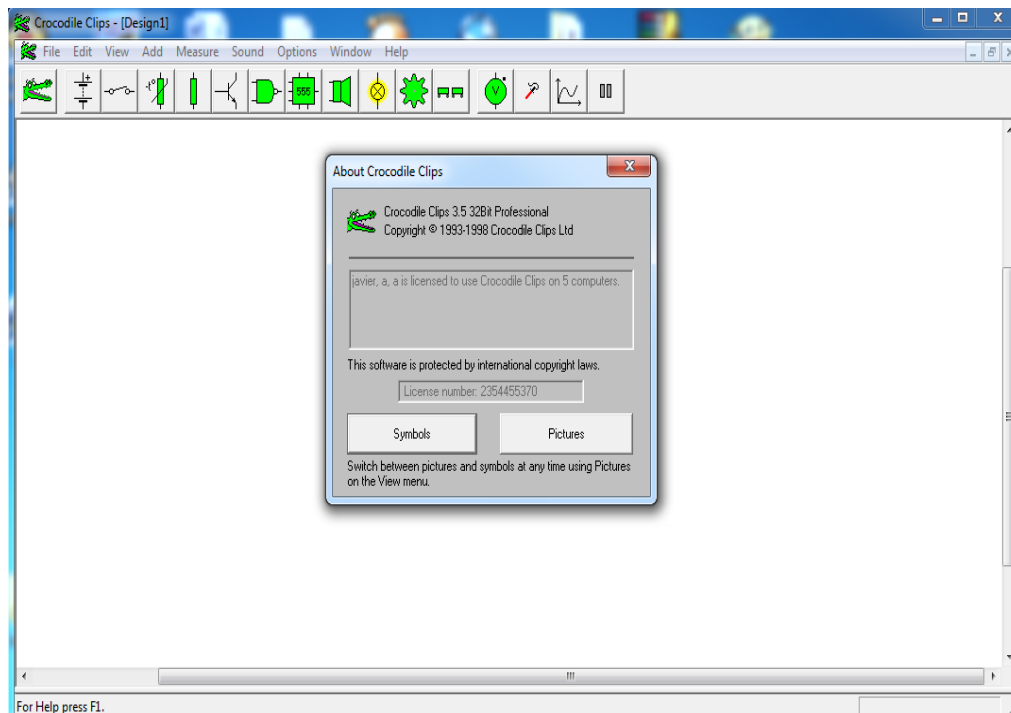 Crocodile Clips - [Design1]
File Edit View Add Measure Sound Options Window Help
555
V
About Crocodile Clips
Crocodile Clips 3.5 32Bit Professional
Copyright © 1993-1998 Crocodile Clips Ltd
javier, a, a is licensed to use Crocodile Clips on 5 computers.
This software is protected by international copyright laws.
License number: 2354455370
Symbols
Pictures
Switch between pictures and symbols at any time using Pictures
on the View menu.
For Help press F1.